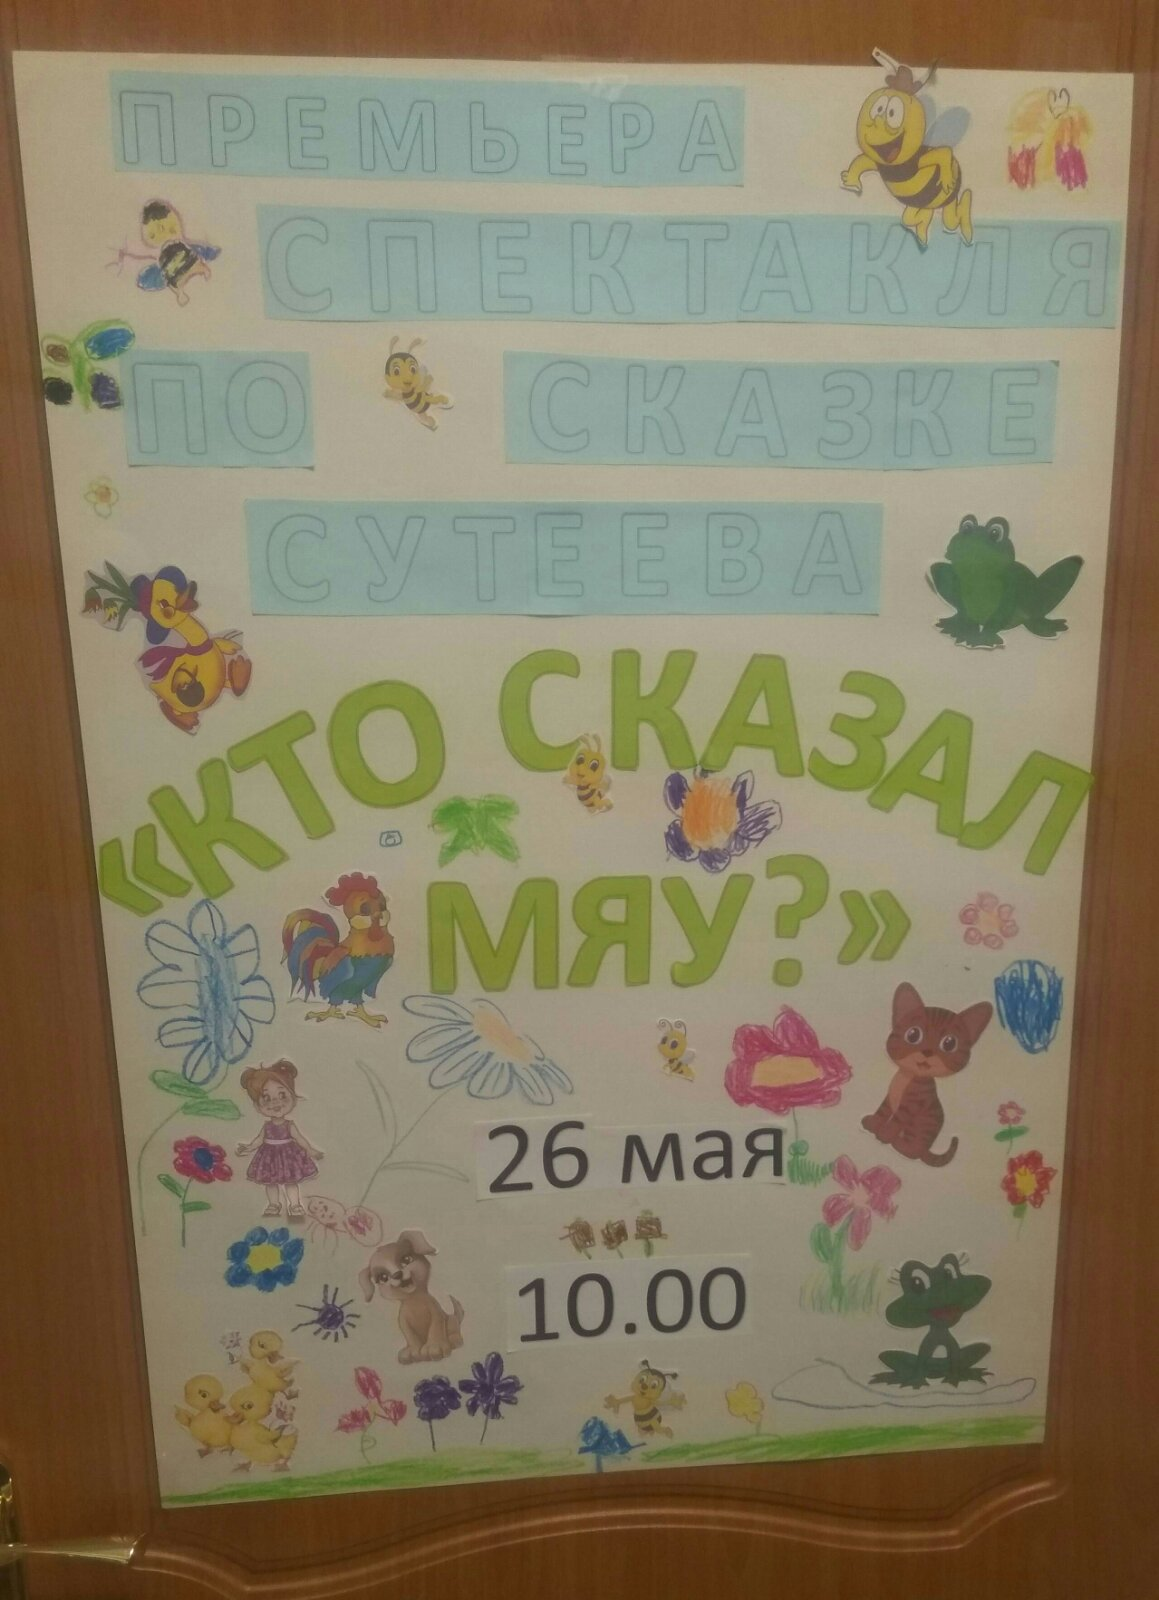 ПРЕМЬЕРА
СПЕКТАКЛЯ
ПО СКАЗКЕ
СУТЕЕВА
«КТО СКАЗАЛ
МЯУ?»
26 мая
10.00